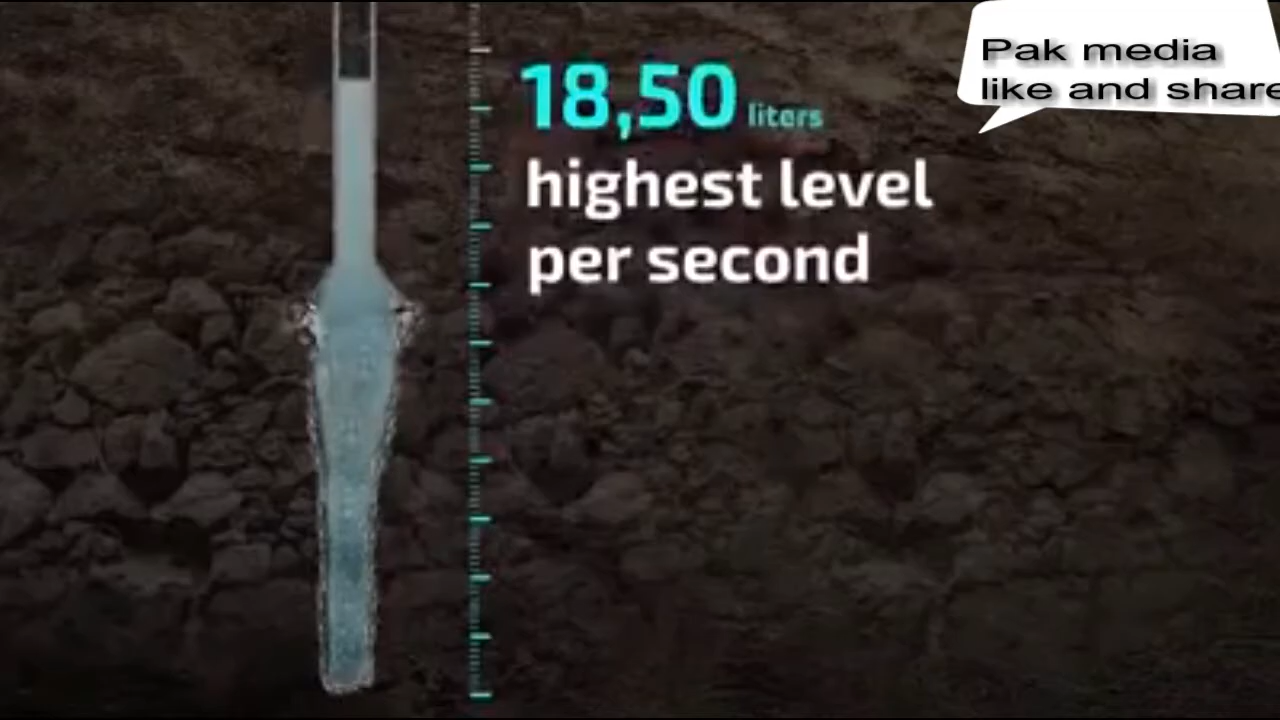 18,50 liters
highest level
per second
Pak media
like and share